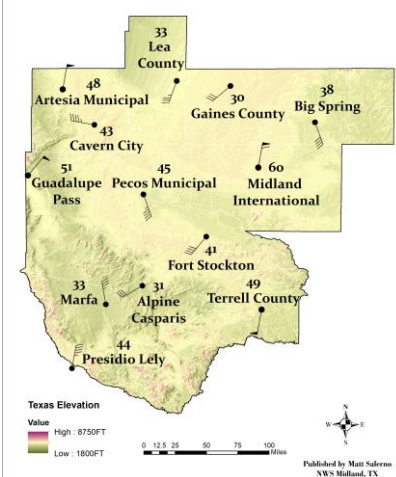 33
Lea
County
48
Artesia Municipal
30
Gaines County
38
Big Spring
43
Cavern City
51
Guadalupe
Pass
45
Pecos Municipal
60
Midland
International
41
Fort Stockton
33
Marfa
31
Alpine
Casparis
49
Terrell County
44
Presidio Lely
Texas Elevation
Value
High : 8750FT
Low : 1800FT
0 12.5 25 50 75 100
Miles
N
W E
S
Published by Matt Salerno
NWS Midland, TX